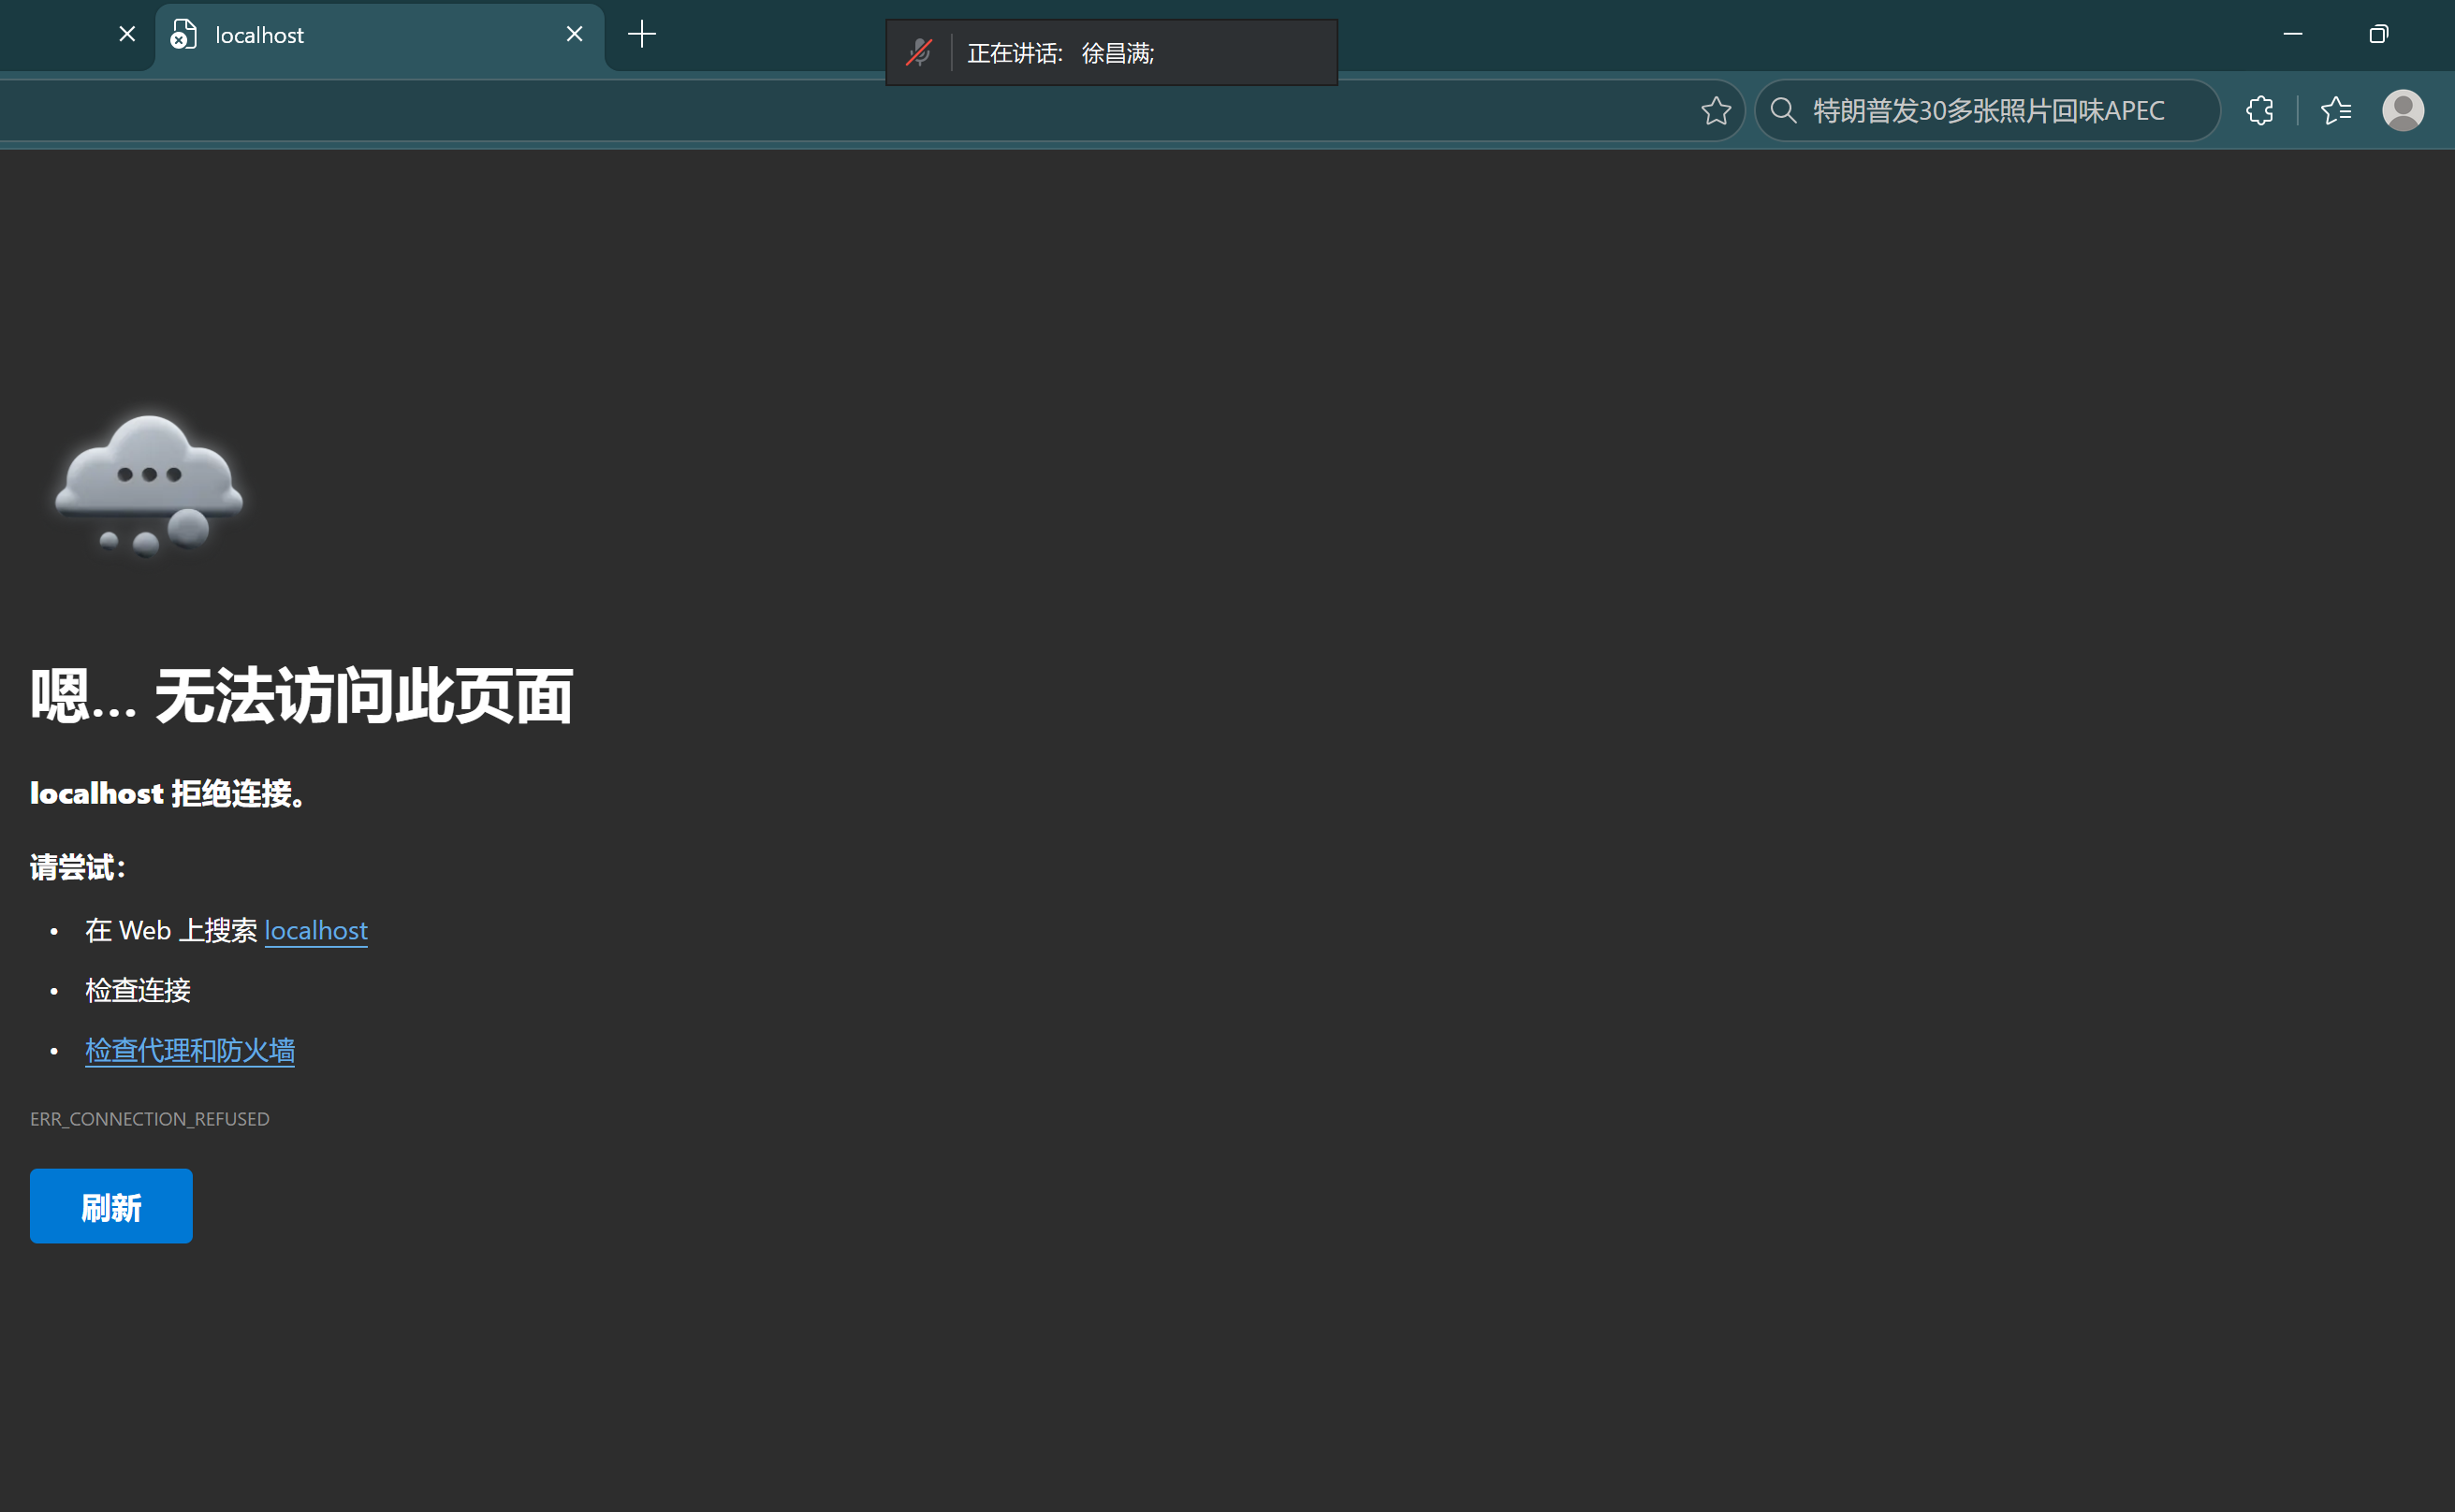 localhost
正在讲话: 徐昌满;
特朗普发30多张照片回味APEC
嗯... 无法访问此页面
localhost 拒绝连接。
请尝试:
• 在 Web 上搜索 localhost
• 检查连接
• 检查代理和防火墙
ERR_CONNECTION_REFUSED
刷新